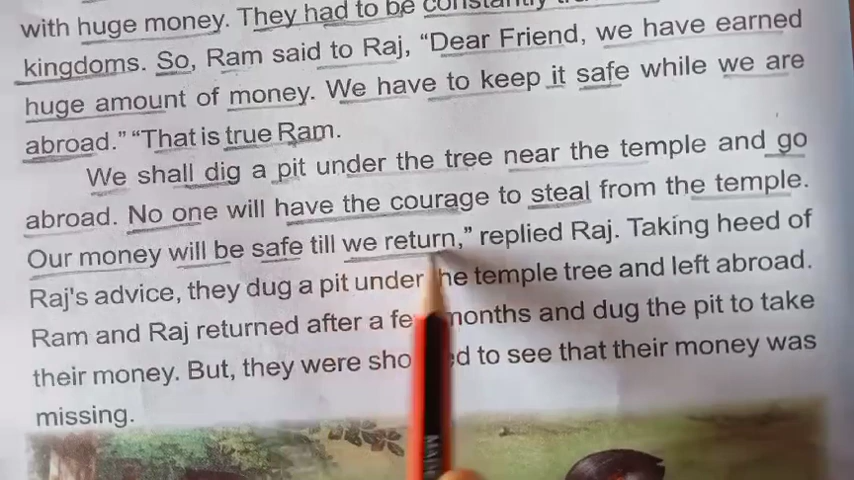 with huge money. They had to be constantly
kingdoms. So, Ram said to Raj, "Dear Friend, we have earned
huge amount of money. We have to keep it safe while we are
abroad." "That is true Ram.
We shall dig a pit under the tree near the temple and go
abroad. No one will have the courage to steal from the temple.
Our money will be safe till we return," replied Raj. Taking heed of
Raj's advice, they dug a pit under the temple tree and left abroad.
Ram and Raj returned after a few months and dug the pit to take
their money. But, they were shocked to see that their money was
missing.